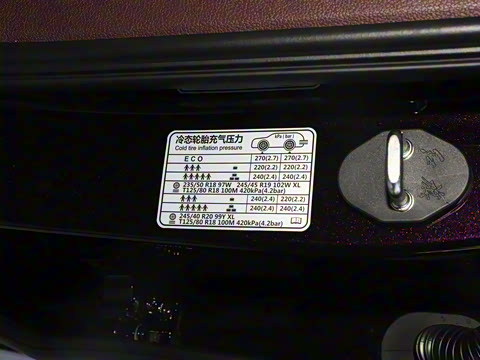 冷态轮胎充气压力
Cold tire inflation pressure
kPa ( bar )
ECO 270(2.7) 270(2.7)
220(2.2) 220(2.2)
240(2.4) 240(2.4)
235/50 R18 97W 245/45 R19 102W XL
T125/80 R18 100M 420kPa(4.2bar)
240(2.4) 220(2.2)
240(2.4) 240(2.4)
245/40 R20 99Y XL
T125/80 R18 100M 420kPa(4.2bar)